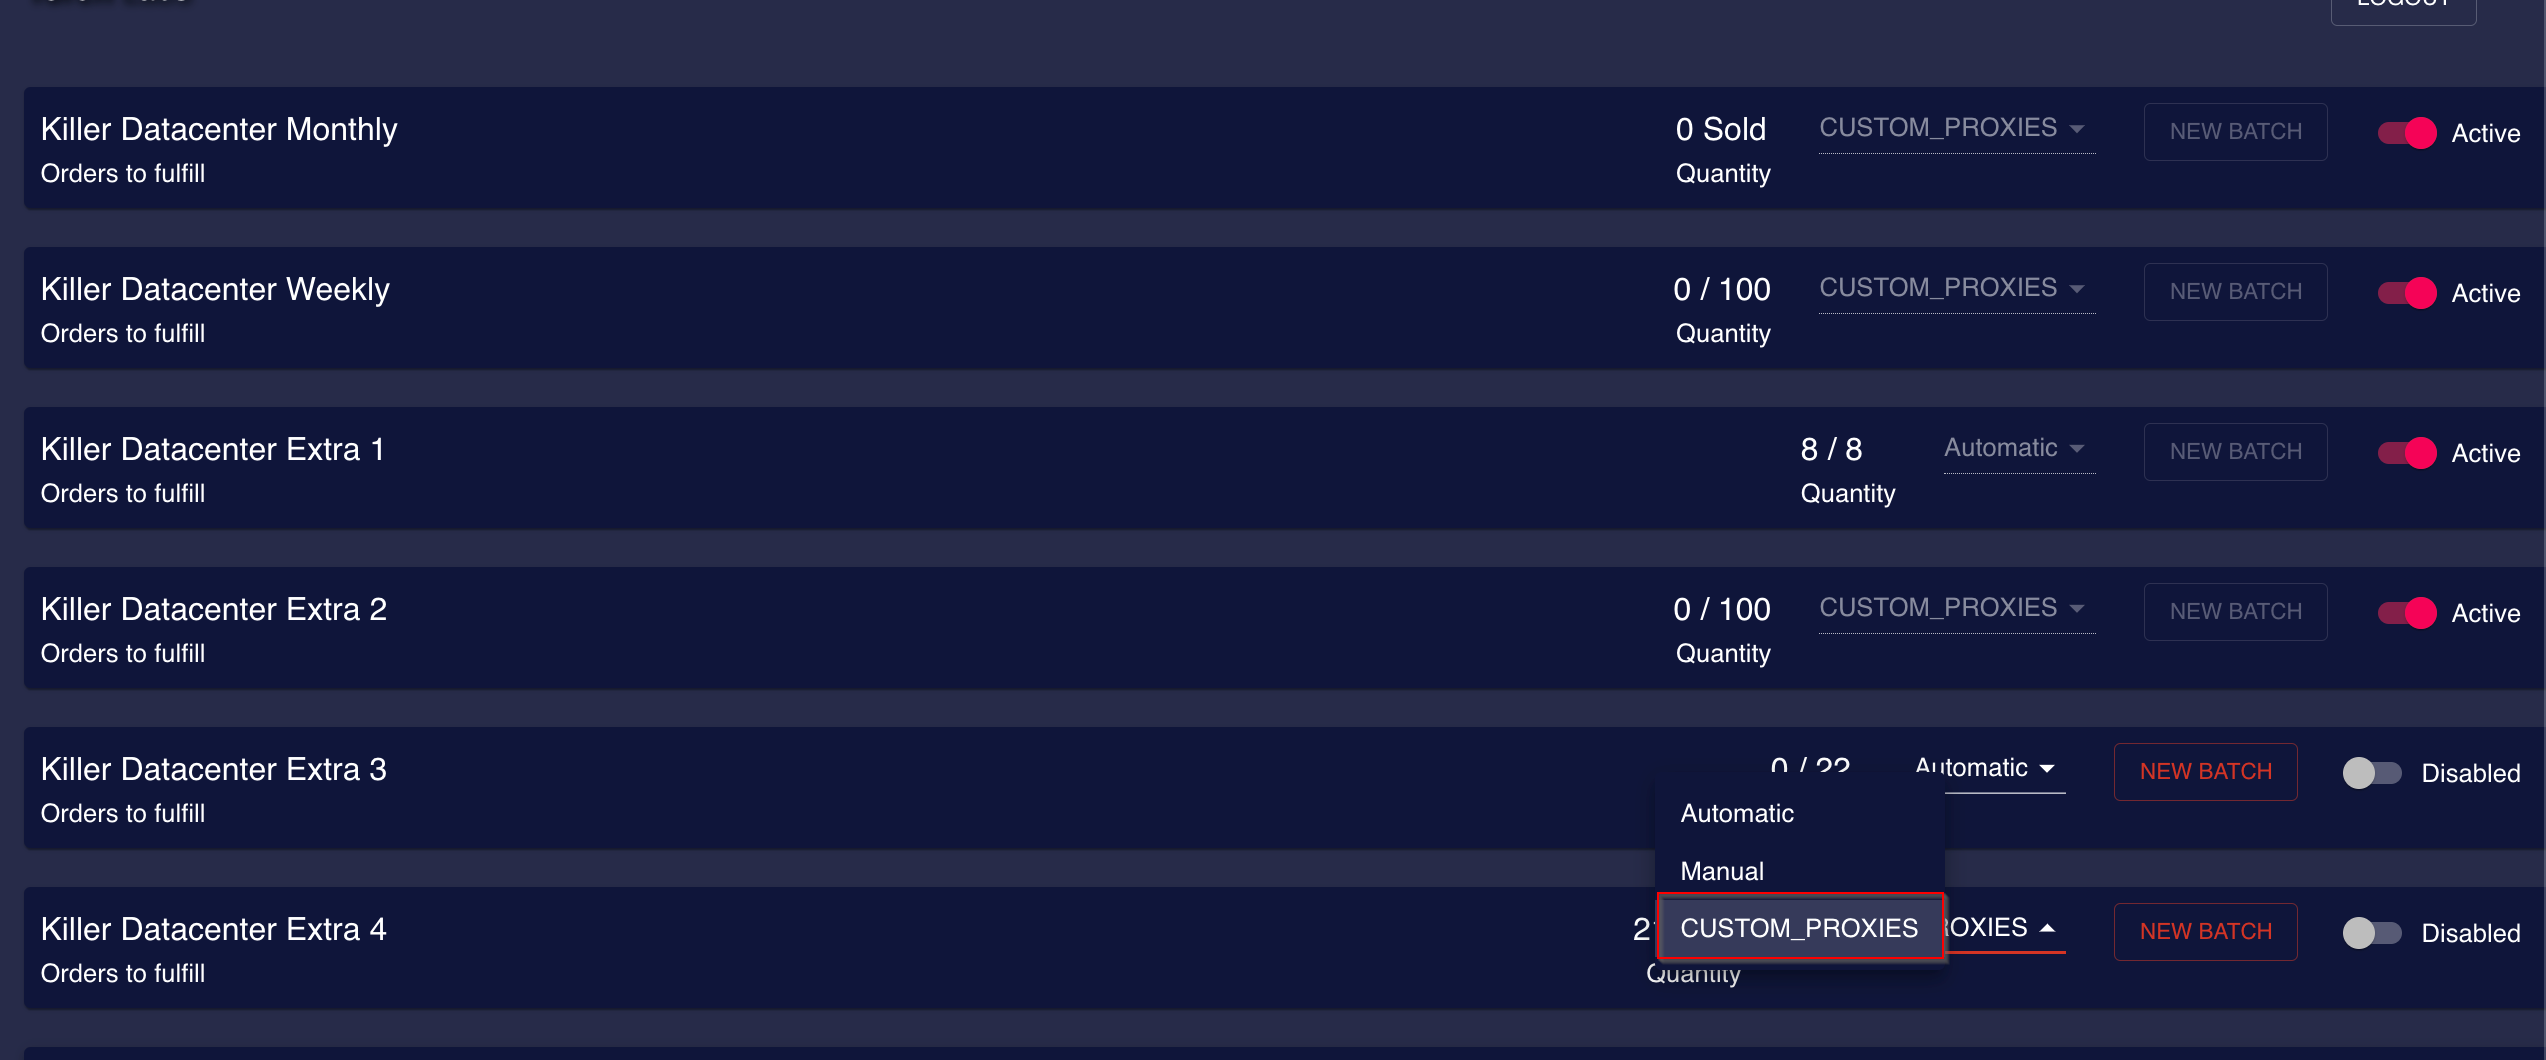 LOGOUT
Killer Datacenter Monthly
Orders to fulfill
0 Sold
Quantity
CUSTOM_PROXIES
NEW BATCH
Active
Killer Datacenter Weekly
Orders to fulfill
0 / 100
Quantity
CUSTOM_PROXIES
NEW BATCH
Active
Killer Datacenter Extra 1
Orders to fulfill
8 / 8
Quantity
Automatic
NEW BATCH
Active
Killer Datacenter Extra 2
Orders to fulfill
0 / 100
Quantity
CUSTOM_PROXIES
NEW BATCH
Active
Killer Datacenter Extra 3
Orders to fulfill
0 / 22
Automatic
NEW BATCH
Disabled
Automatic
Manual
CUSTOM_PROXIES
Killer Datacenter Extra 4
Orders to fulfill
Quantity
OXIES
NEW BATCH
Disabled